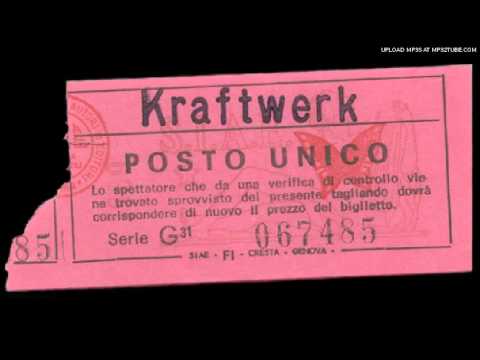 UPLOAD MP3S AT MP32TUBE.COM
Kraftwerk
S.I.A.E.
POSTO UNICO
Lo spettatore che da una verifica di controllo vie
ne trovato sprovvisto del presente tagliando dovrà
corrispondere di nuovo il prezzo del biglietto.
85 Serie G31 067485
SIAE - FI - CRESTA - GENOVA -